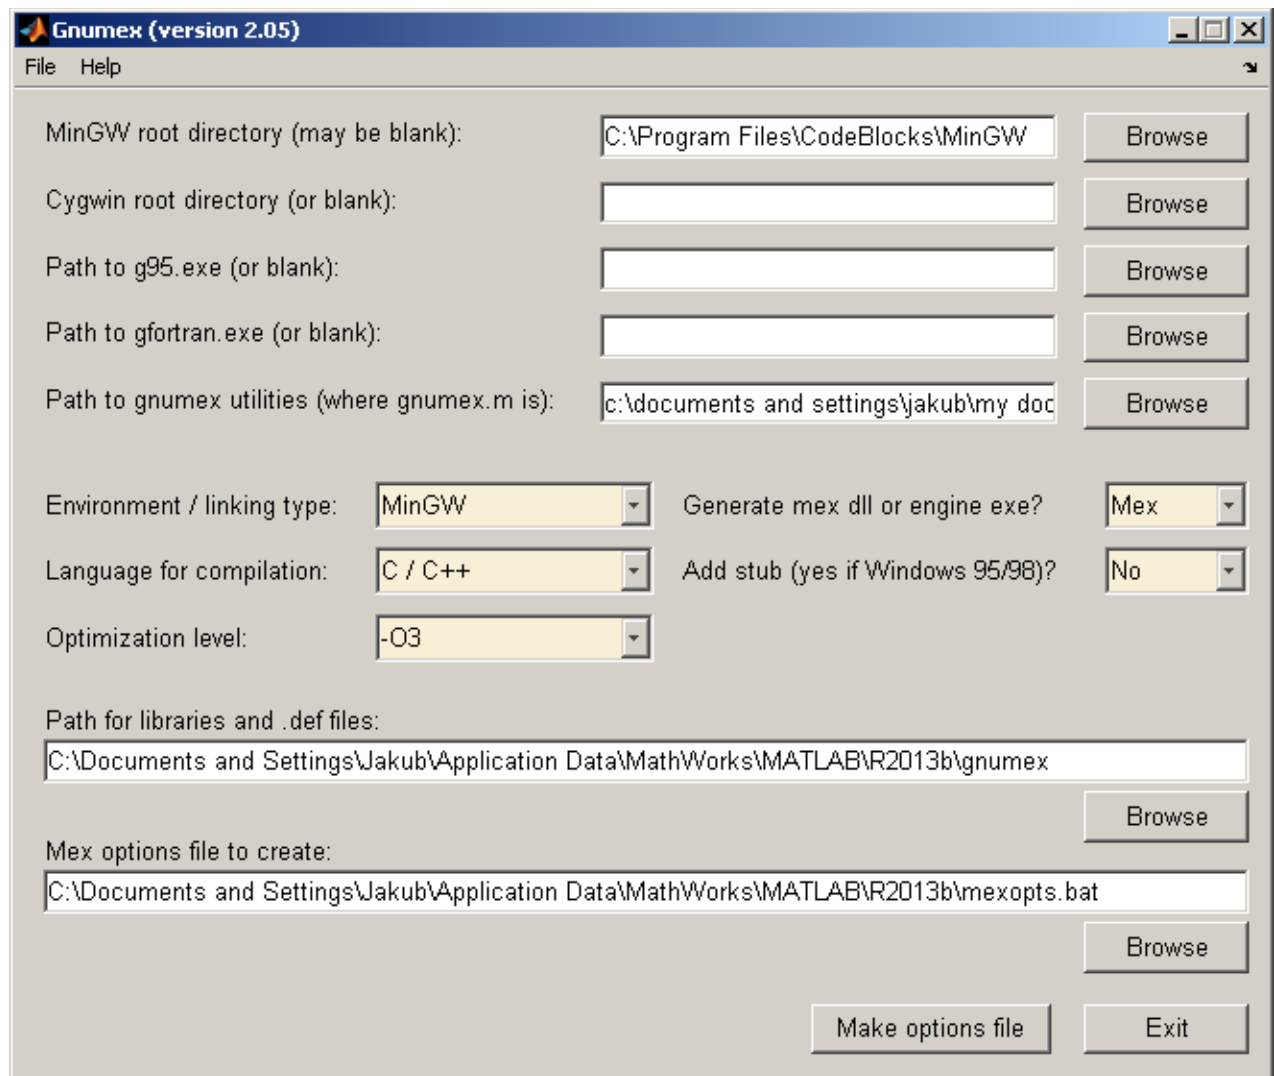 Gnumex (version 2.05)
File Help
MinGW root directory (may be blank): C:\Program Files\CodeBlocks\MinGW Browse
Cygwin root directory (or blank): Browse
Path to g95.exe (or blank): Browse
Path to gfortran.exe (or blank): Browse
Path to gnumex utilities (where gnumex.m is): c:\documents and settings\jakub\my doc Browse
Environment / linking type: MinGW Generate mex dll or engine exe? Mex
Language for compilation: C / C++ Add stub (yes if Windows 95/98)? No
Optimization level: -O3
Path for libraries and .def files:
C:\Documents and Settings\Jakub\Application Data\MathWorks\MATLAB\R2013b\gnumex
Browse
Mex options file to create:
C:\Documents and Settings\Jakub\Application Data\MathWorks\MATLAB\R2013b\mexopts.bat
Browse
Make options file Exit